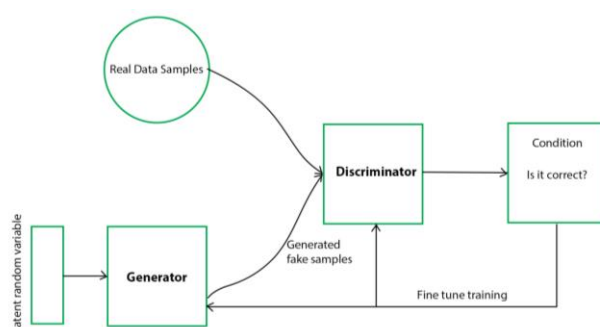 Real Data Samples
Condition
Is it correct?
Discriminator
atent random variable
Generator
Generated
fake samples
Fine tune training